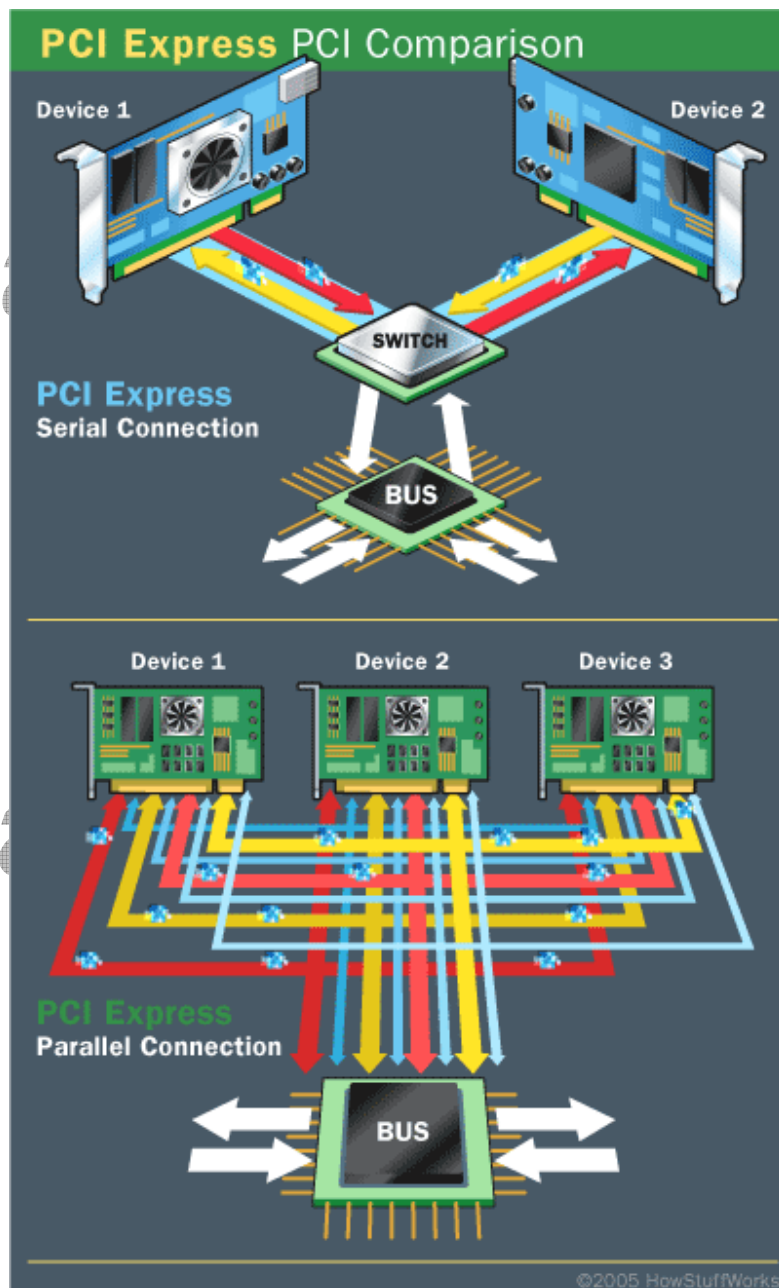 PCI Express PCI Comparison
Device 1
Device 2
SWITCH
PCI Express
Serial Connection
BUS
Device 1
Device 2
Device 3
PCI Express
Parallel Connection
BUS
©2005 HowStuffWorks